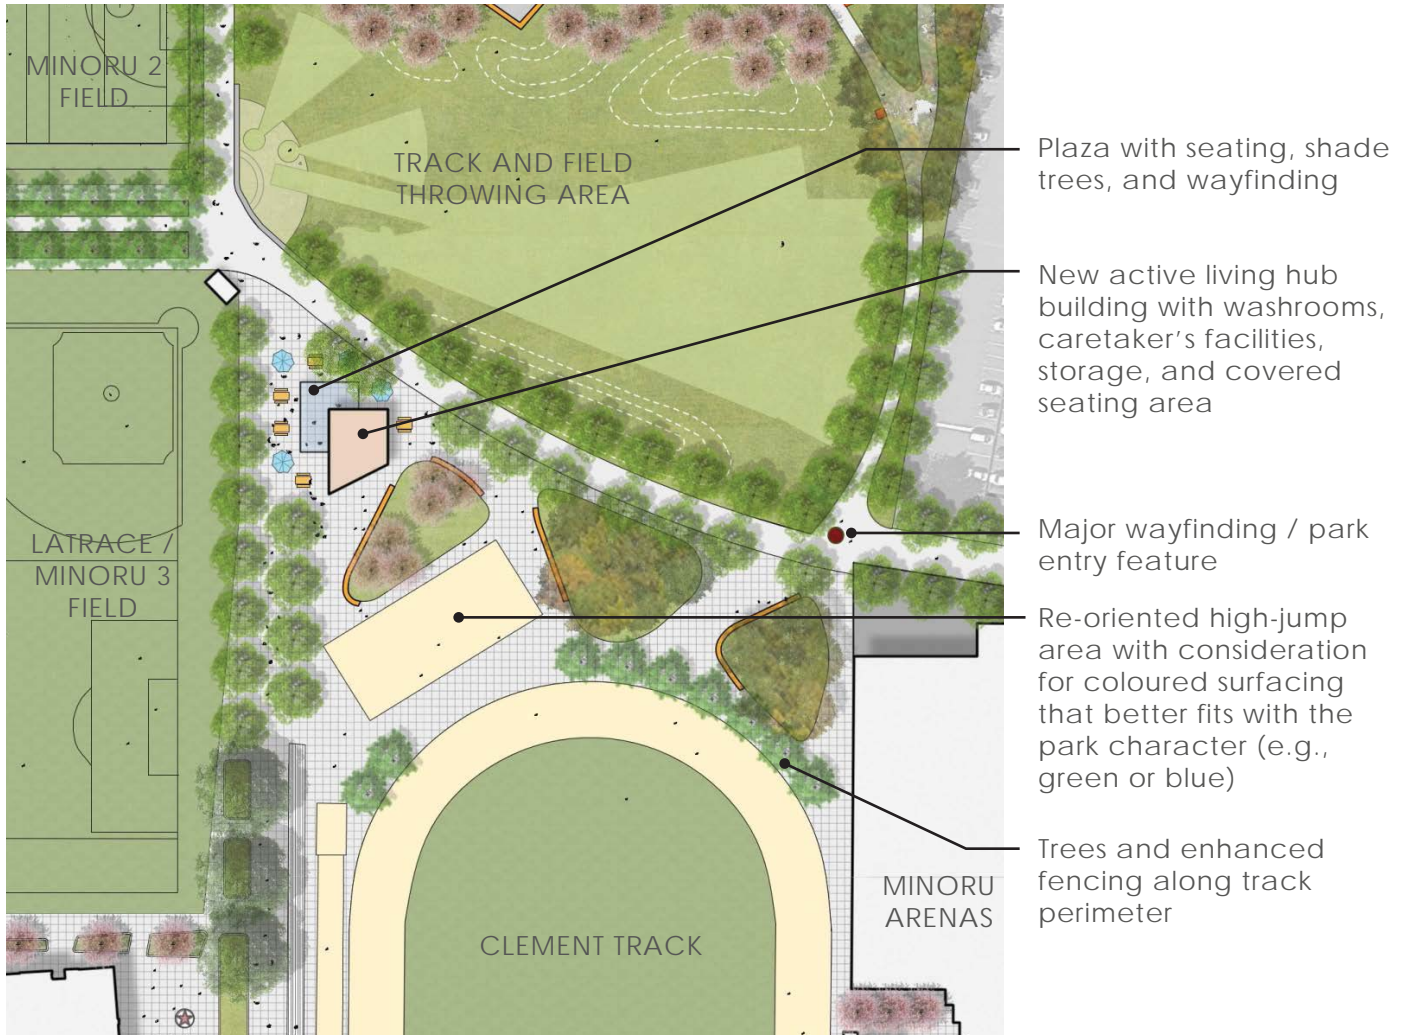 MINORU 2
FIELD
TRACK AND FIELD
THROWING AREA
LATRACE /
MINORU 3
FIELD
CLEMENT TRACK
MINORU
ARENAS
Plaza with seating, shade
trees, and wayfinding
New active living hub
building with washrooms,
caretaker’s facilities,
storage, and covered
seating area
Major wayfinding / park
entry feature
Re-oriented high-jump
area with consideration
for coloured surfacing
that better fits with the
park character (e.g.,
green or blue)
Trees and enhanced
fencing along track
perimeter